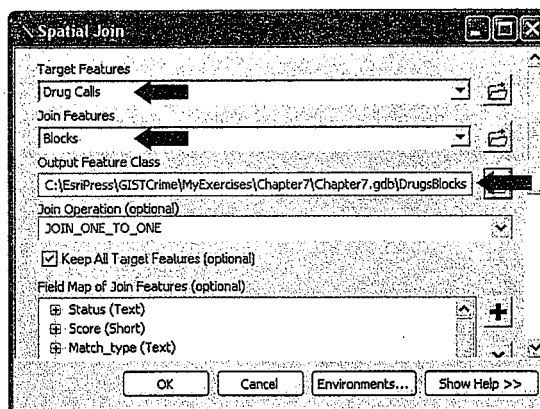 Spatial Join
Target Features
Drug Calls
Join Features
Blocks
Output Feature Class
C:\EsriPress\GISTCrime\MyExercises\Chapter7\Chapter7.gdb\DrugsBlocks
Join Operation (optional)
JOIN_ONE_TO_ONE
Keep All Target Features (optional)
Field Map of Join Features (optional)
Status (Text)
Score (Short)
Match_type (Text)
OK Cancel Environments... Show Help >>